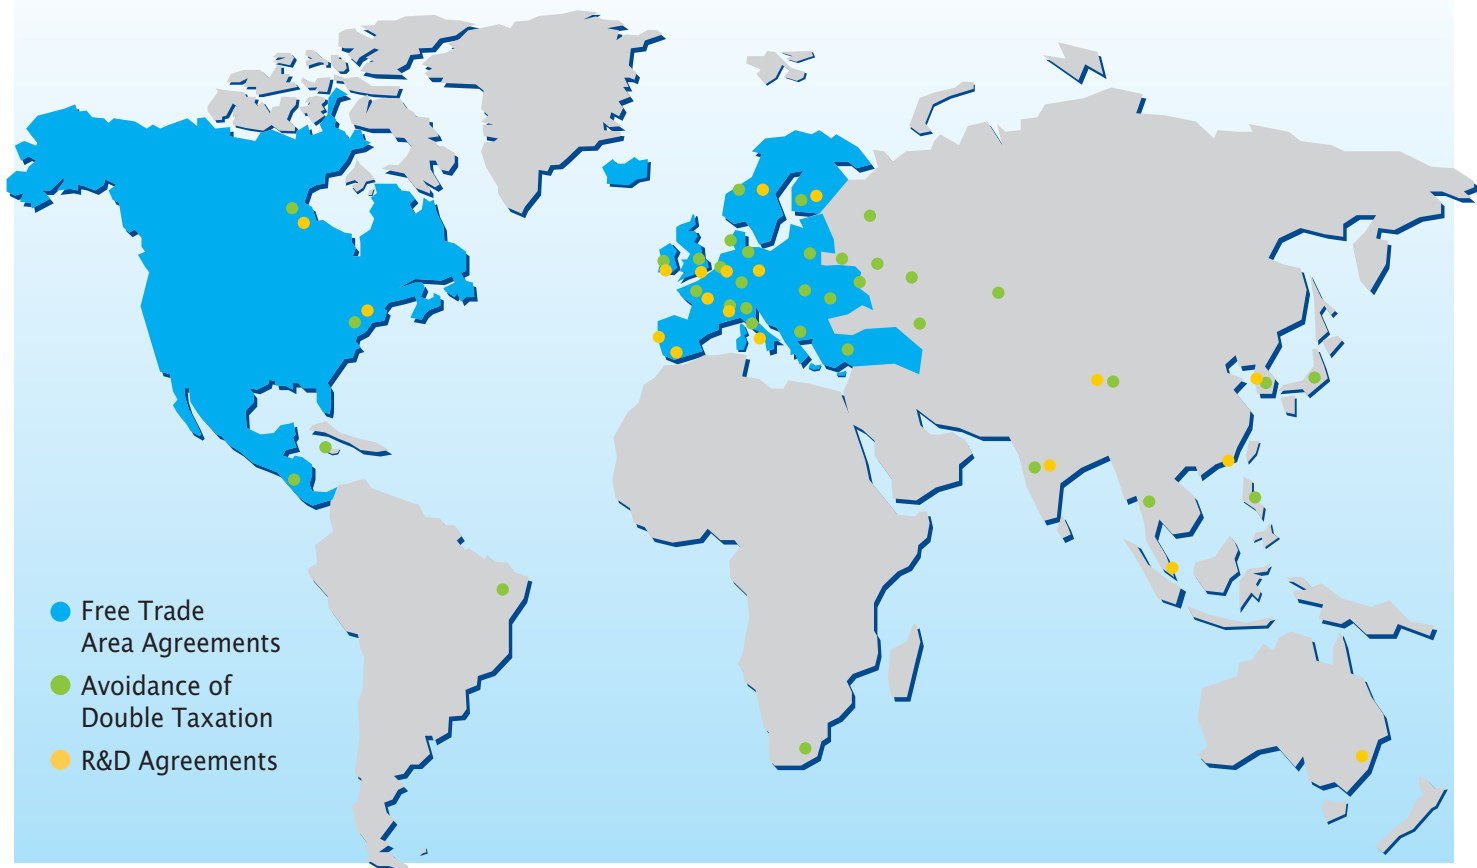 Free Trade
Area Agreements
Avoidance of
Double Taxation
R&D Agreements